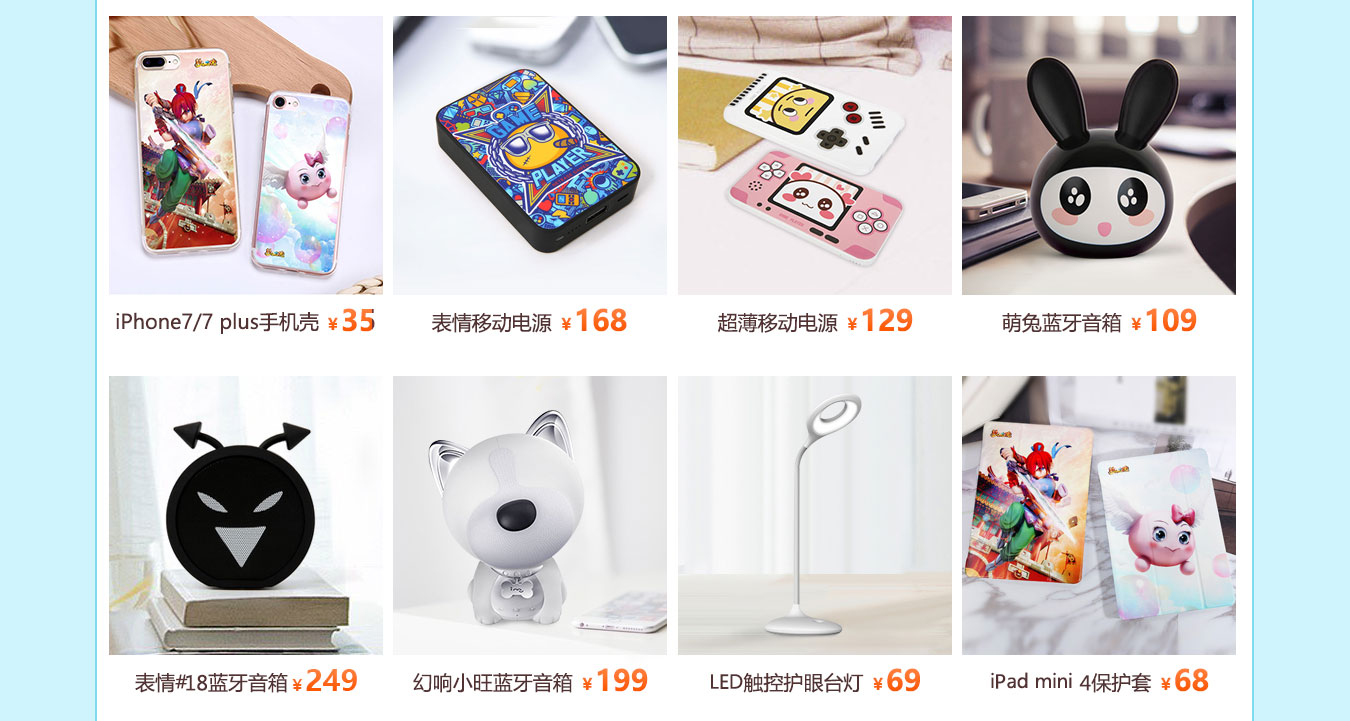 GAME
PLAYER
iPhone7/7 plus手机壳 ¥35
表情移动电源 ¥168
超薄移动电源 ¥129
萌兔蓝牙音箱 ¥109
表情#18蓝牙音箱 ¥249
幻响小旺蓝牙音箱 ¥199
LED触控护眼台灯 ¥69
iPad mini 4保护套 ¥68